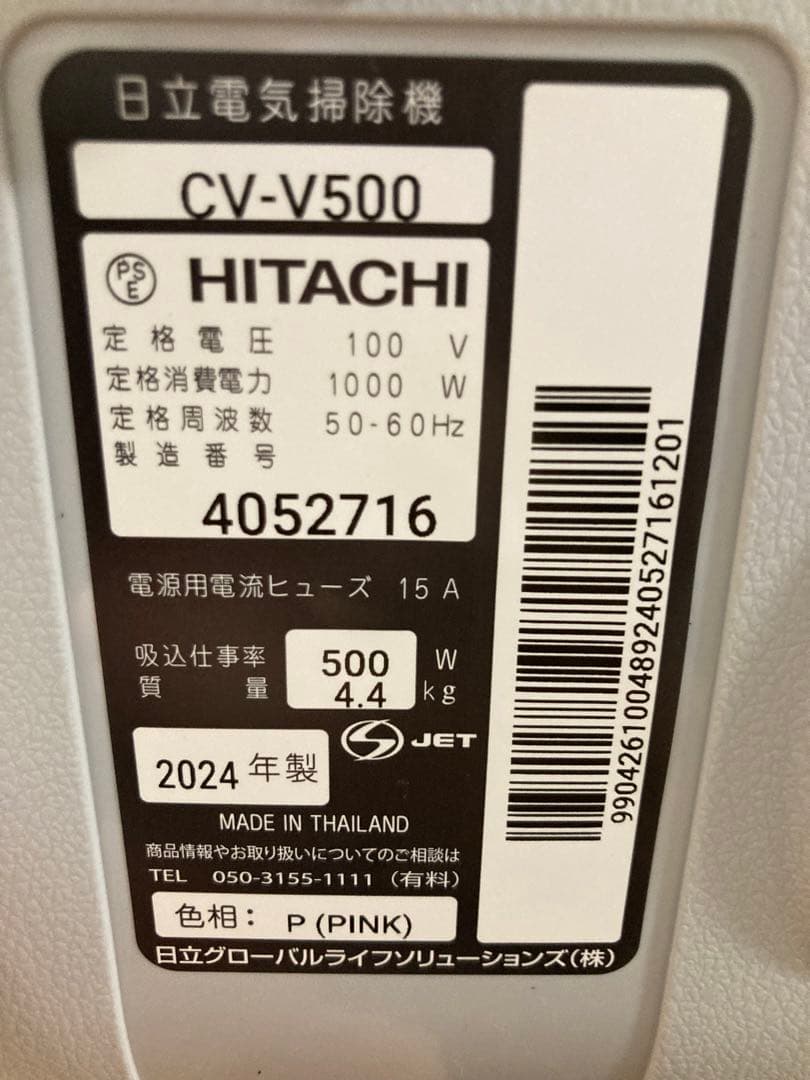 日立電気掃除機
CV-V500
PS
E
HITACHI
定格電圧 100 V
定格消費電力 1000 W
定格周波数 50-60Hz
製造番号
4052716
電源用電流ヒューズ 15 A
吸込仕事率 500 W
質量 4.4 kg
JET
2024 年製
MADE IN THAILAND
商品情報やお取り扱いについてのご相談は
TEL 050-3155-1111 (有料)
色相: P (PINK)
日立グローバルライフソリューションズ(株)
990426100489240527161201